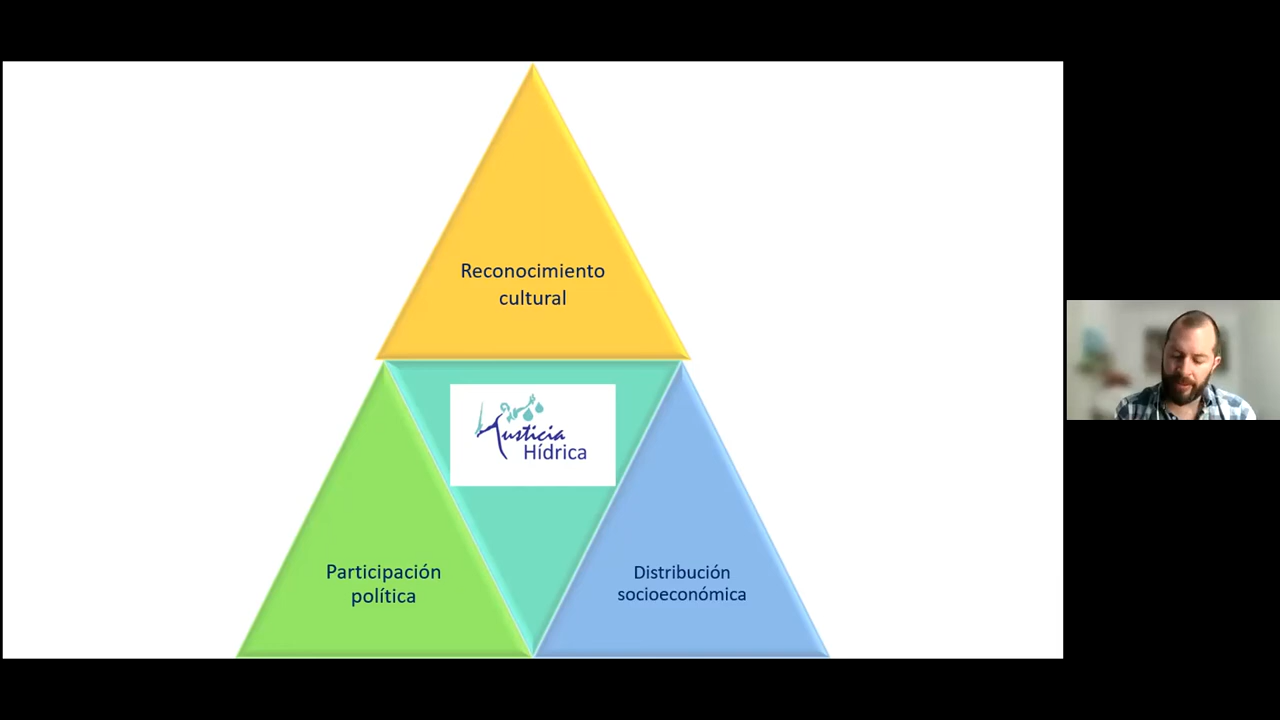 Reconocimiento
cultural
Justicia
Hídrica
Participación
política
Distribución
socioeconómica